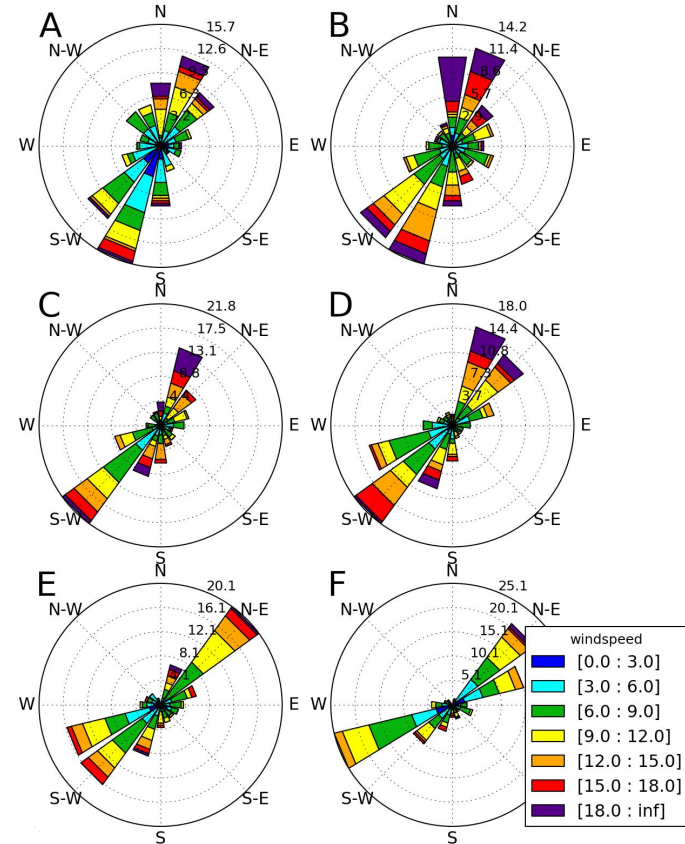 A
N
15.7
12.6
9.5
3.2
N-W
N-E
W
E
S-W
S-E
S
B
N
14.2
11.4
8.6
5.7
N-W
N-E
W
E
S-W
S-E
S
C
N
21.8
17.5
13.1
8.8
N-W
N-E
W
E
S-W
S-E
S
D
N
18.0
14.4
10.8
7.3
3.7
N-W
N-E
W
E
S-W
S-E
S
E
N
20.1
16.1
12.1
8.1
N-W
N-E
W
E
S-W
S-E
S
F
N
25.1
20.1
15.1
10.1
5.1
N-W
N-E
W
S-W
S
windspeed
[0.0 : 3.0]
[3.0 : 6.0]
[6.0 : 9.0]
[9.0 : 12.0]
[12.0 : 15.0]
[15.0 : 18.0]
[18.0 : inf]